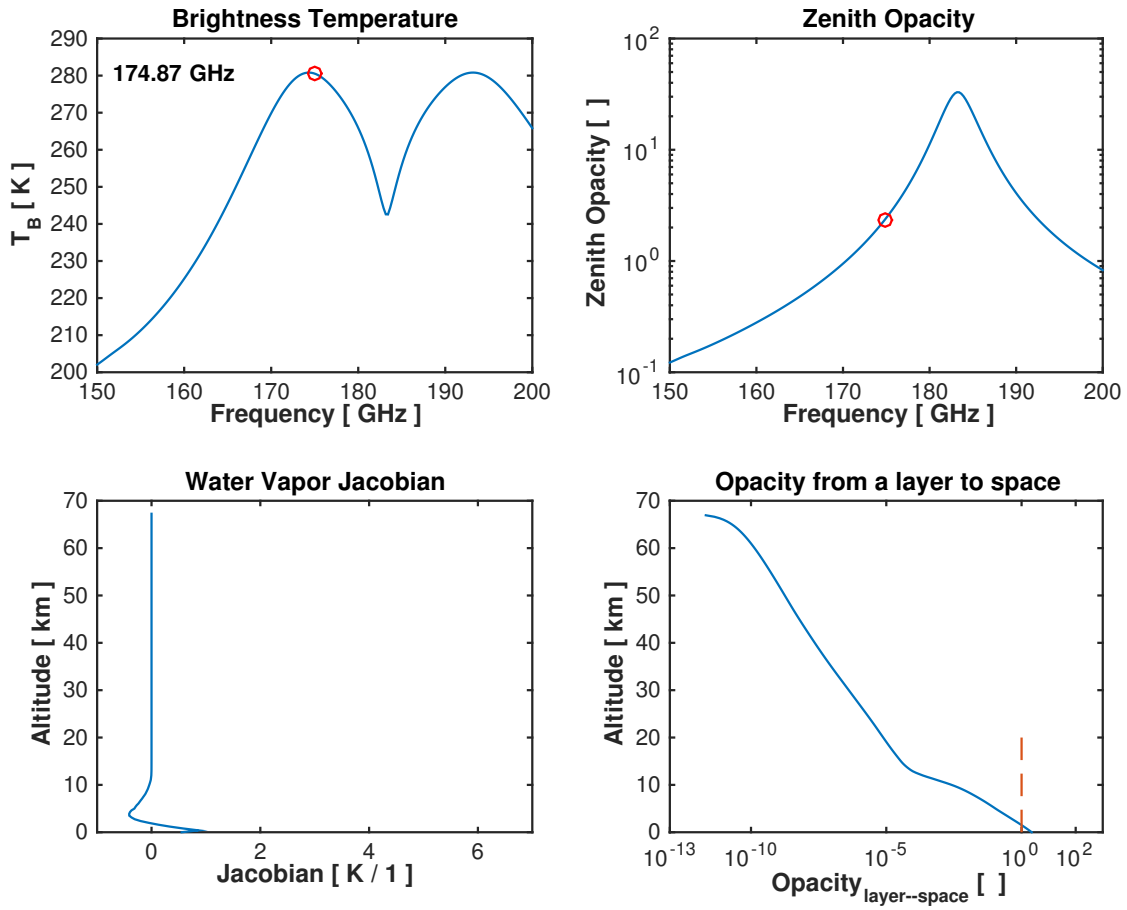 Brightness Temperature
174.87 GHz
T_B [ K ]
290
280
270
260
250
240
230
220
210
200
150 160 170 180 190 200
Frequency [ GHz ]
Zenith Opacity
Zenith Opacity [ ]
10^2
10^1
10^0
10^-1
150 160 170 180 190 200
Frequency [ GHz ]
Water Vapor Jacobian
Altitude [ km ]
70
60
50
40
30
20
10
0
0 2 4 6
Jacobian [ K / 1 ]
Opacity from a layer to space
Altitude [ km ]
70
60
50
40
30
20
10
0
10^-13 10^-10 10^-5 10^0 10^2
Opacity_layer--space [ ]